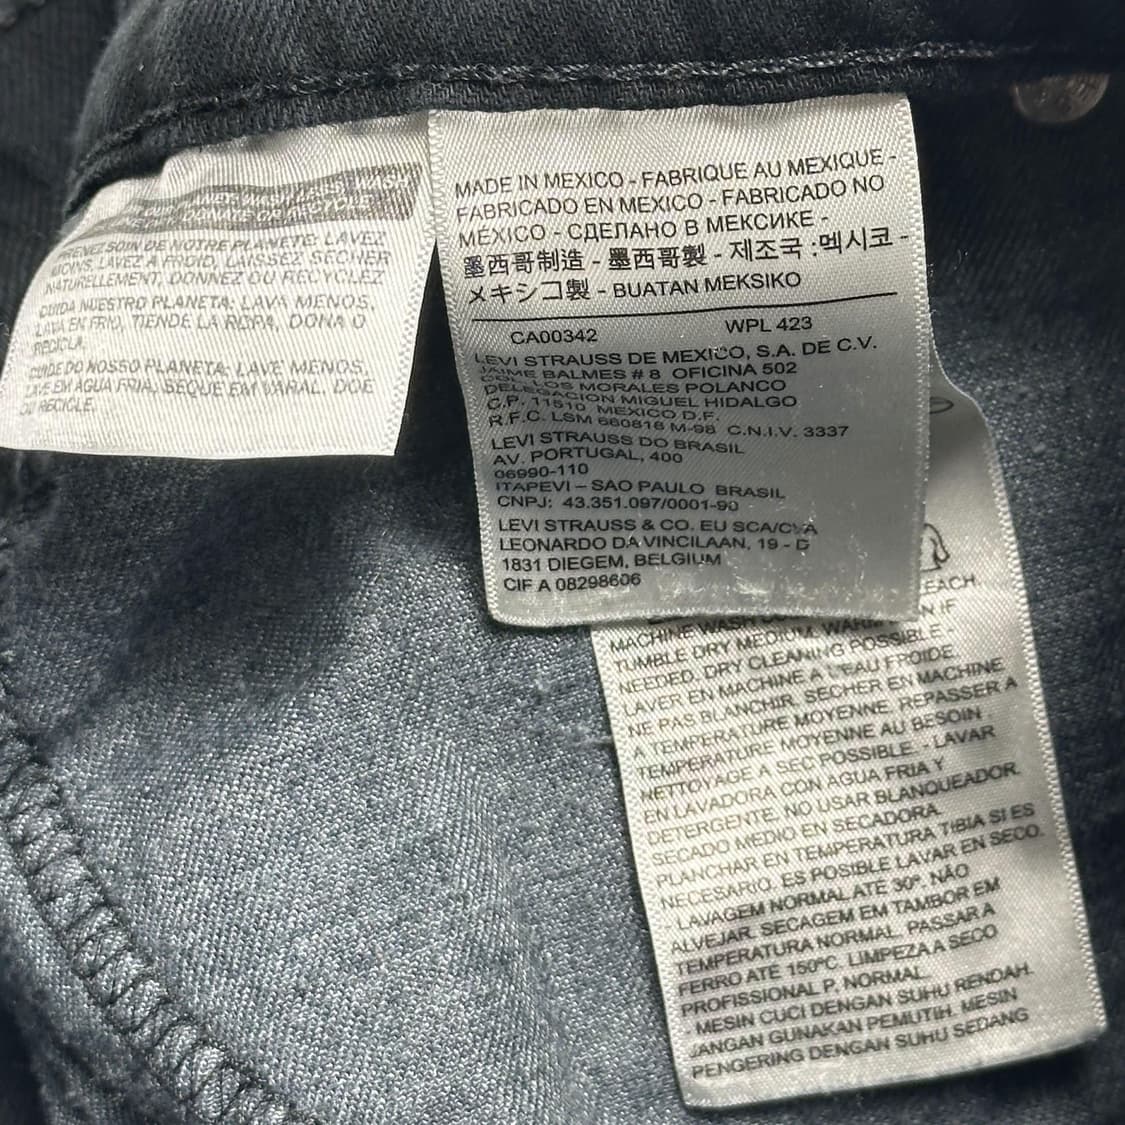 DONATE OR RECYCLE
PRENEZ SOIN DE NOTRE PLANÈTE: LAVEZ
MOINS, LAVEZ A FROID, LAISSEZ SÉCHER
NATURELLEMENT, DONNEZ OU RECYCLEZ
CUIDA NUESTRO PLANETA: LAVA MENOS,
LAVA EN FRIO, TIENDE LA ROPA, DONA O
RECICLA.
CUIDE DO NOSSO PLANETA: LAVE MENOS,
LAVE EM AGUA FRIA, SEQUE EM VARAL. DOE
OU RECICLE.
MADE IN MEXICO - FABRIQUE AU MEXIQUE -
FABRICADO EN MEXICO - FABRICADO NO
MÉXICO - СДЕЛАНО В МЕКСИКЕ -
墨西哥制造 - 墨西哥製 - 제조국 :멕시코 -
メキシコ製 - BUATAN MEKSIKO
CA00342 WPL 423
LEVI STRAUSS DE MEXICO, S.A. DE C.V.
JAIME BALMES # 8 OFICINA 502
COL. LOS MORALES POLANCO
DELEGACION MIGUEL HIDALGO
C.P. 11510 MEXICO D.F.
R.F.C. LSM 660818 M-98 C.N.I.V. 3337
LEVI STRAUSS DO BRASIL
AV. PORTUGAL, 400
06990-110
ITAPEVI – SAO PAULO BRASIL
CNPJ: 43.351.097/0001-90
LEVI STRAUSS & CO. EU SCA/CVA
LEONARDO DA VINCILAAN, 19 - D
1831 DIEGEM, BELGIUM
CIF A 08298606
MACHINE WASH
TUMBLE DRY MEDIUM. WARM IF
NEEDED. DRY CLEANING POSSIBLE. -
LAVER EN MACHINE A L'EAU FROIDE.
NE PAS BLANCHIR. SECHER EN MACHINE
A TEMPERATURE MOYENNE. REPASSER A
TEMPERATURE MOYENNE AU BESOIN.
NETTOYAGE A SEC POSSIBLE. - LAVAR
EN LAVADORA CON AGUA FRIA Y
DETERGENTE. NO USAR BLANQUEADOR.
SECADO MEDIO EN SECADORA.
PLANCHAR EN TEMPERATURA TIBIA SI ES
NECESARIO. ES POSIBLE LAVAR EN SECO.
- LAVAGEM NORMAL ATÉ 30º. NÃO
ALVEJAR. SECAGEM EM TAMBOR EM
TEMPERATURA NORMAL. PASSAR A
FERRO ATÉ 150ºC. LIMPEZA A SECO
PROFISSIONAL P, NORMAL.
- MESIN CUCI DENGAN SUHU RENDAH.
JANGAN GUNAKAN PEMUTIH. MESIN
PENGERING DENGAN SUHU SEDANG